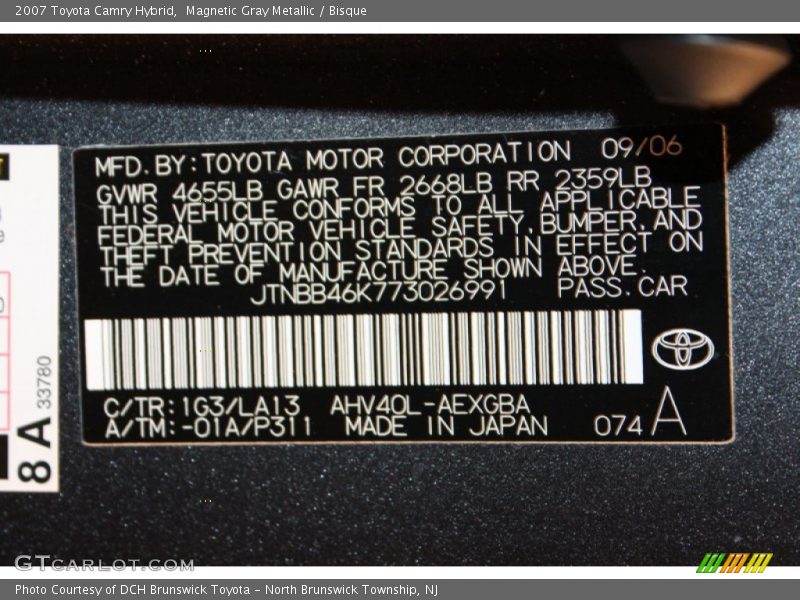 2007 Toyota Camry Hybrid, Magnetic Gray Metallic / Bisque
MFD. BY: TOYOTA MOTOR CORPORATION 09/06
GVWR 4655LB GAWR FR 2668LB RR 2359LB
THIS VEHICLE CONFORMS TO ALL APPLICABLE
FEDERAL MOTOR VEHICLE SAFETY, BUMPER, AND
THEFT PREVENTION STANDARDS IN EFFECT ON
THE DATE OF MANUFACTURE SHOWN ABOVE.
JTNBB46K773026991 PASS. CAR
C/TR: 1G3/LA13 AHV40L-AEXGBA
A/TM: -01A/P311 MADE IN JAPAN 074 A
8A 33780
GTCARLOT.COM
Photo Courtesy of DCH Brunswick Toyota - North Brunswick Township, NJ